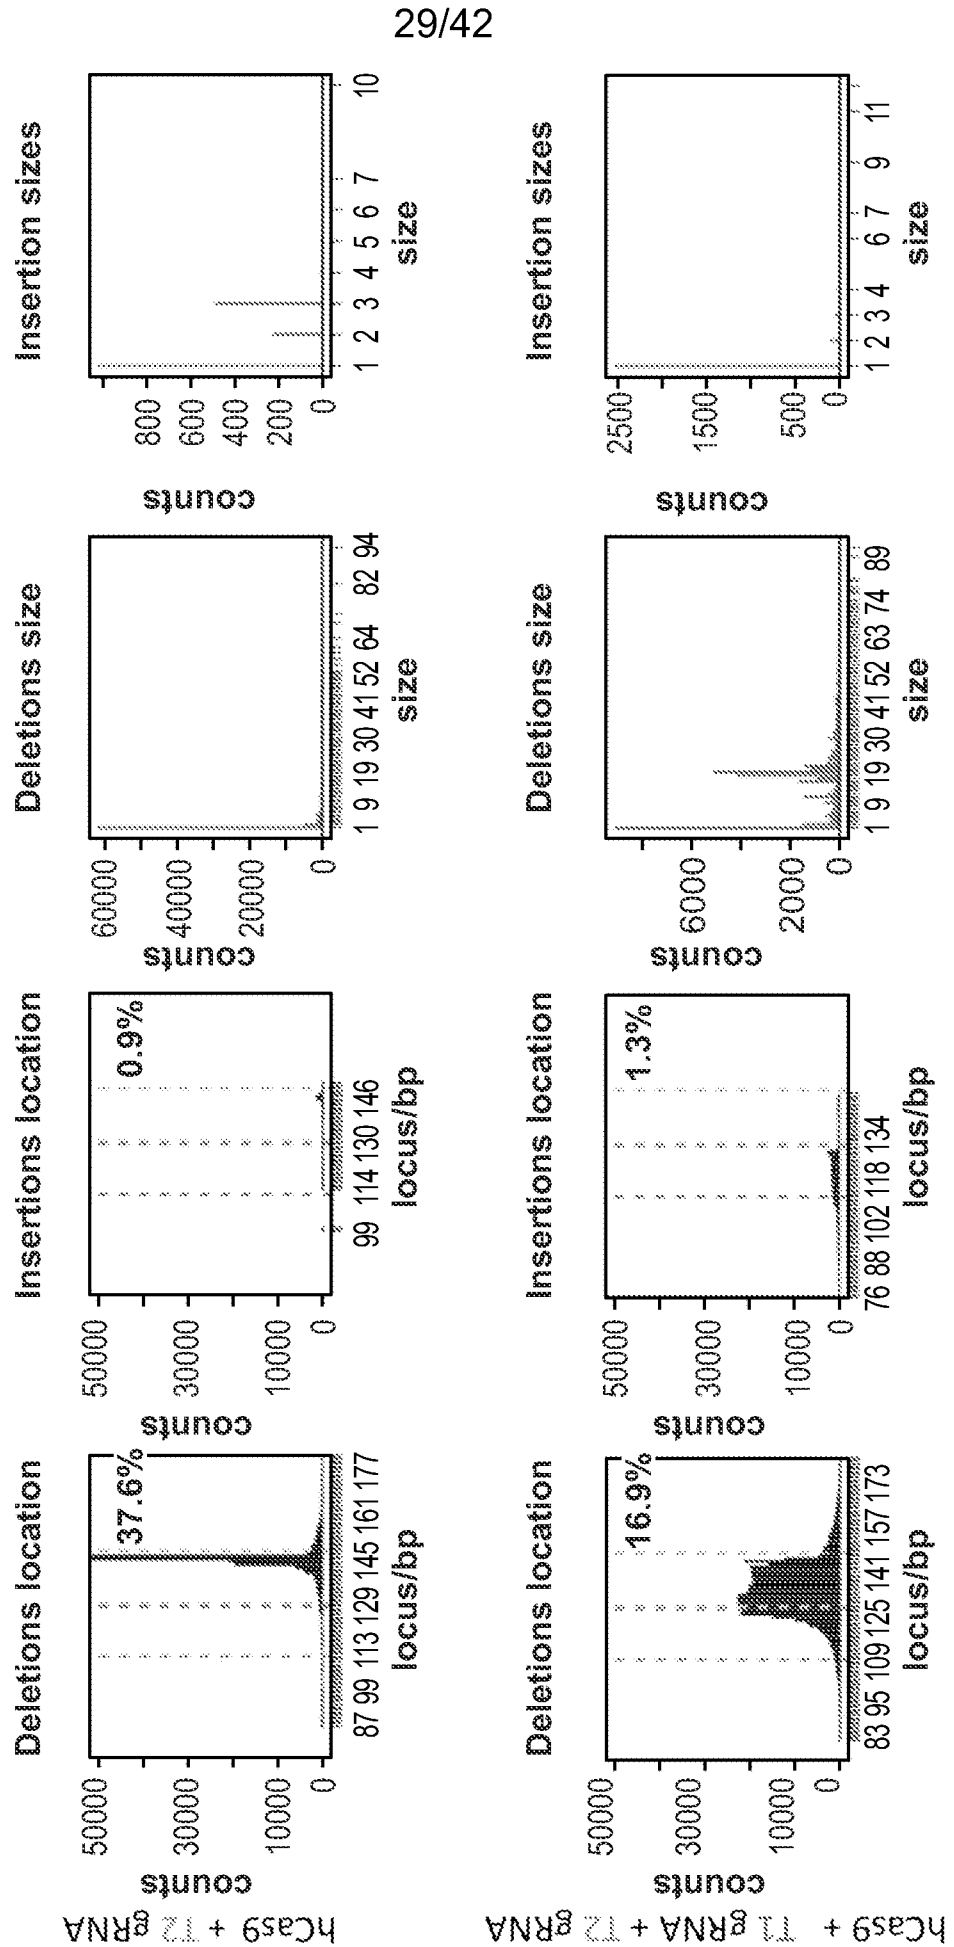 29/42
hCas9 + T2 gRNA
Deletions location
37.6%
counts
50000
30000
10000
0
87 99 113 129 145 161 177
locus/bp
Insertions location
0.9%
counts
50000
30000
10000
0
99 114 130 146
locus/bp
Deletions size
counts
60000
40000
20000
0
1 9 19 30 41 52 64 82 94
size
Insertion sizes
counts
800
600
400
200
0
1 2 3 4 5 6 7 10
size
hCas9 + T1 gRNA + T2 gRNA
Deletions location
16.9%
counts
50000
30000
10000
0
83 95 109 125 141 157 173
locus/bp
Insertions location
1.3%
counts
50000
30000
10000
0
76 88 102 118 134
locus/bp
Deletions size
counts
6000
2000
0
1 9 19 30 41 52 63 74 89
size
Insertion sizes
counts
2500
1500
500
0
1 2 3 4 6 7 9 11
size